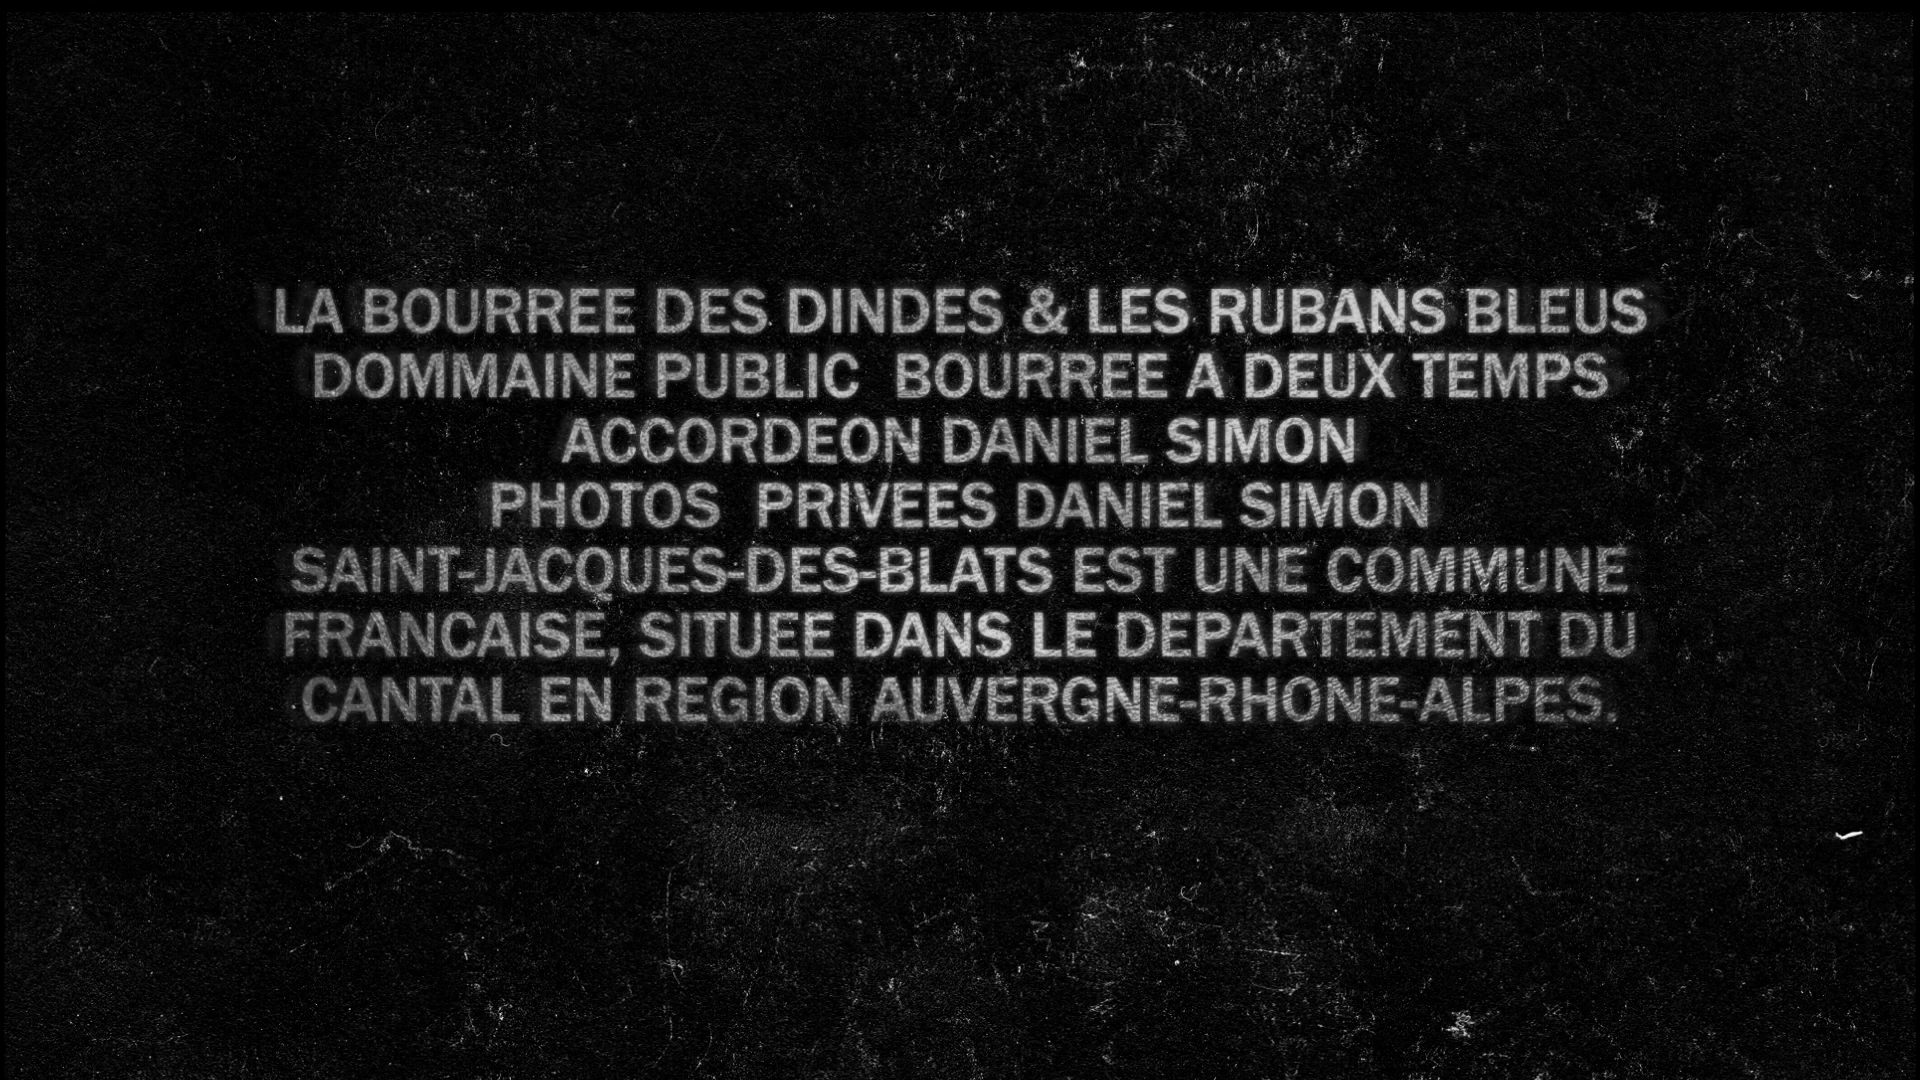 LA BOURREE DES DINDES & LES RUBANS BLEUS
DOMMAINE PUBLIC  BOURREE A DEUX TEMPS
ACCORDEON DANIEL SIMON
PHOTOS  PRIVEES DANIEL SIMON
SAINT-JACQUES-DES-BLATS EST UNE COMMUNE
FRANCAISE, SITUEE DANS LE DEPARTEMENT DU
CANTAL EN REGION AUVERGNE-RHONE-ALPES.